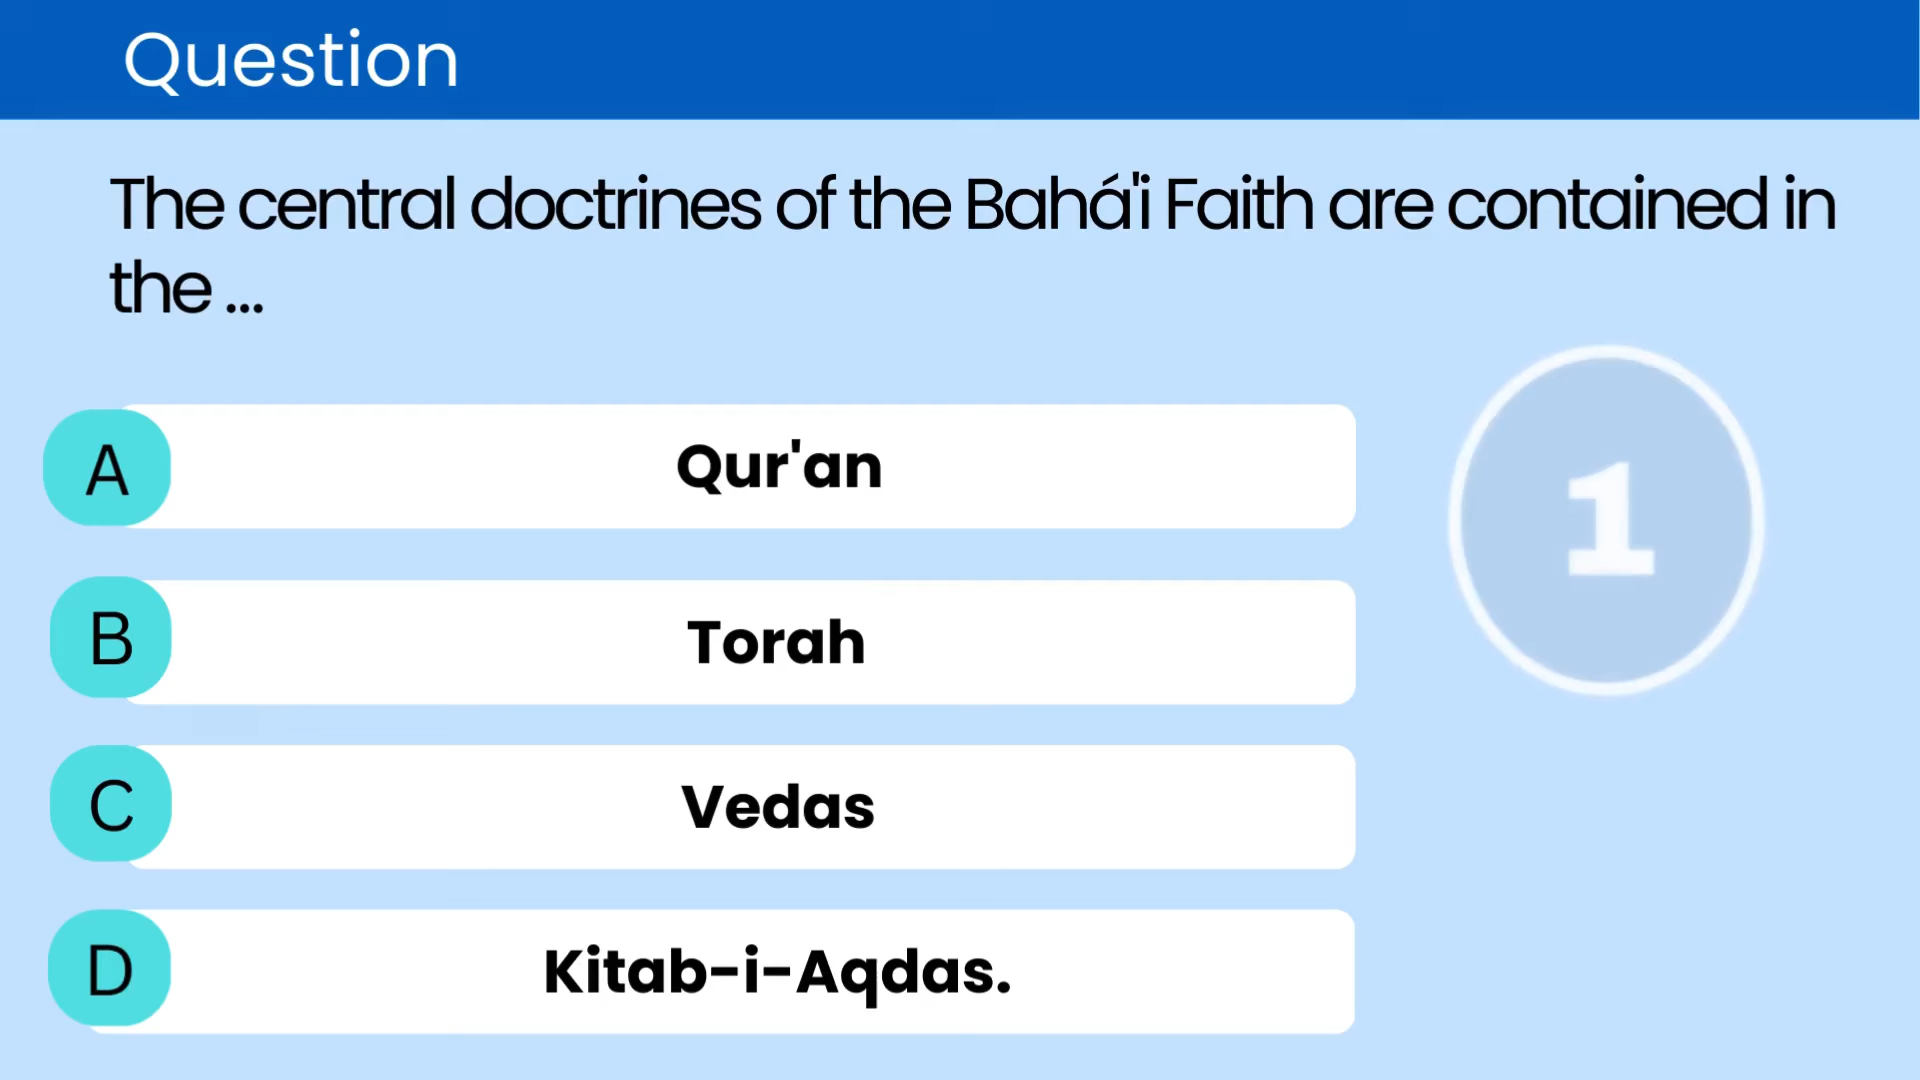 Question
The central doctrines of the Bahá'i Faith are contained in
the ...
A
Qur'an
1
B
Torah
C
Vedas
D
Kitab-i-Aqdas.